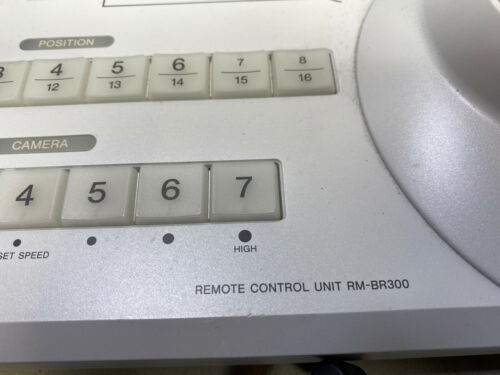 POSITION
3 4 5 6 7 8
12 13 14 15 16
CAMERA
4 5 6 7
SET SPEED HIGH
REMOTE CONTROL UNIT RM-BR300